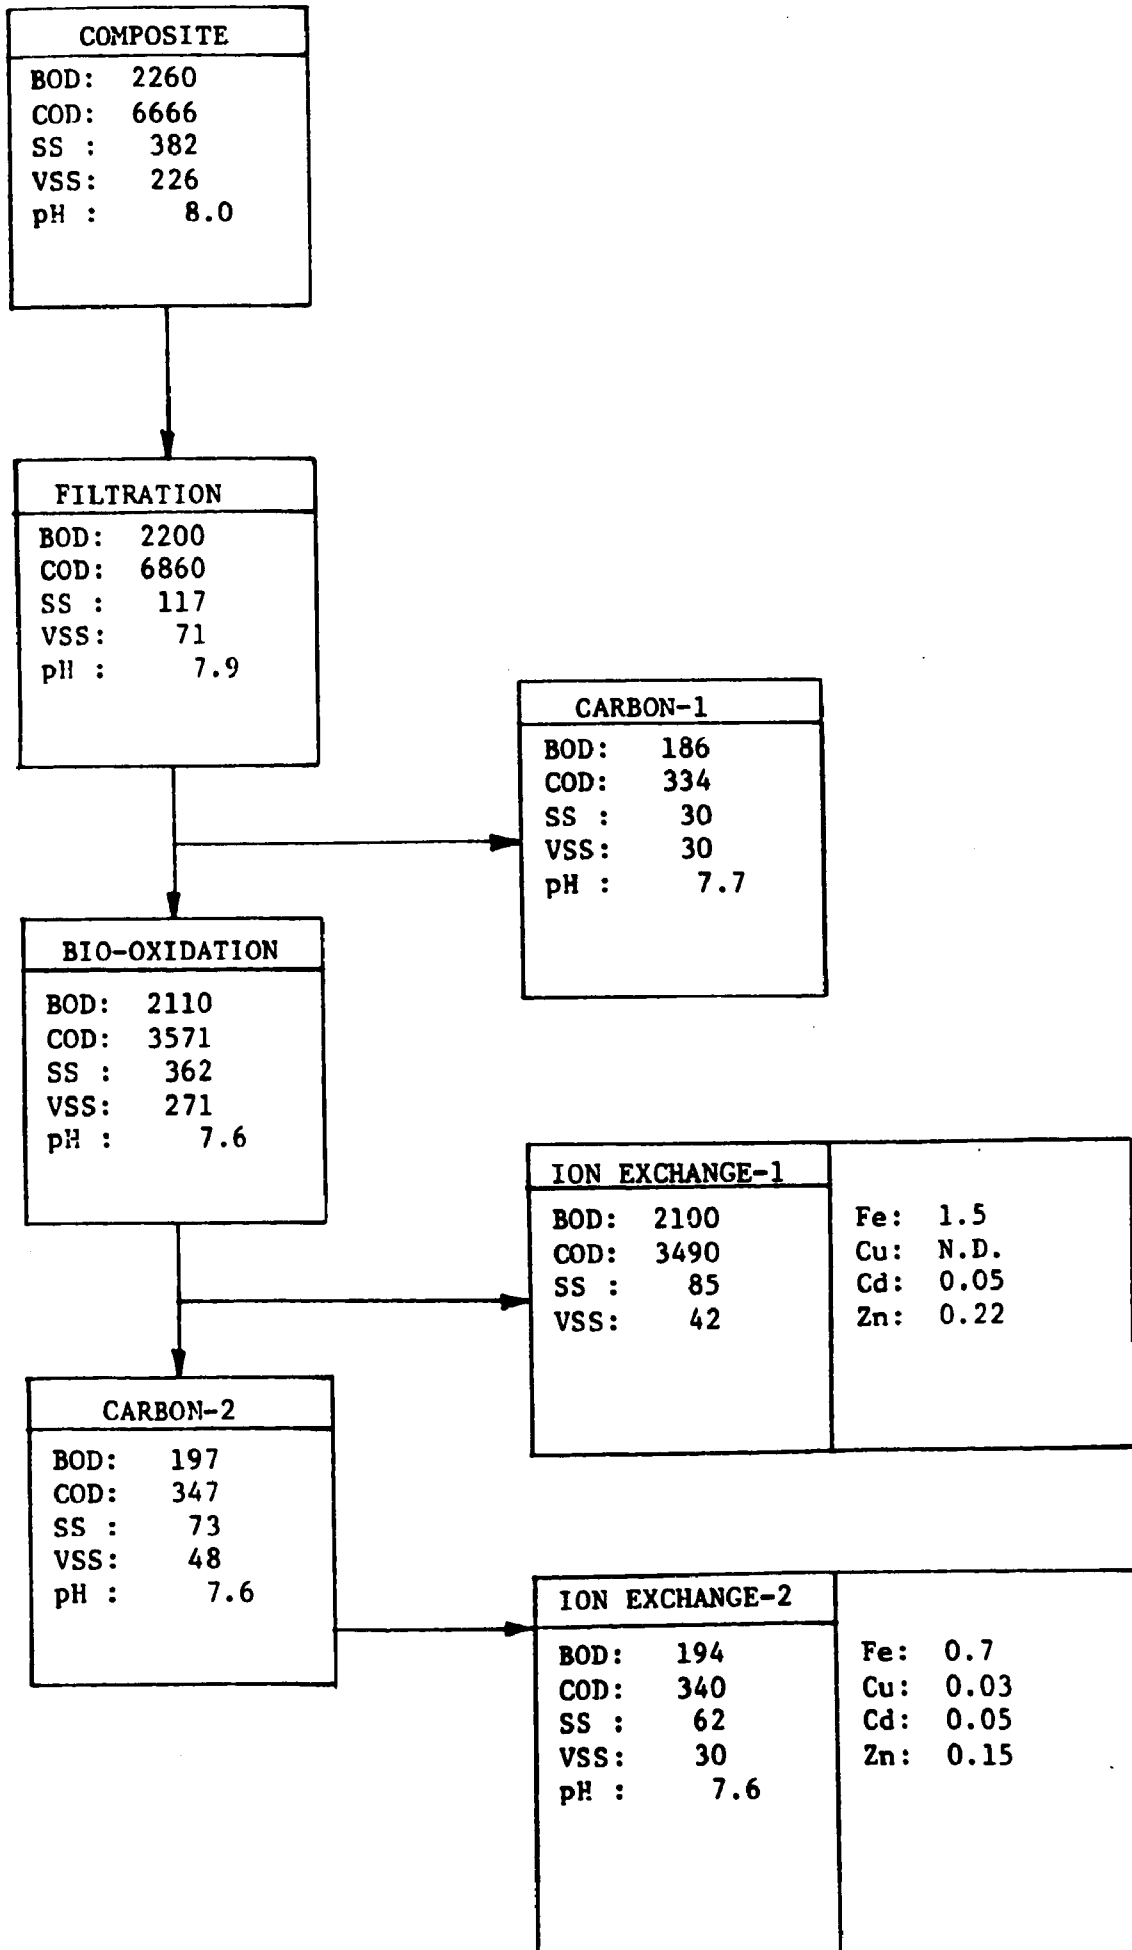 COMPOSITE
BOD: 2260
COD: 6666
SS : 382
VSS: 226
pH : 8.0
FILTRATION
BOD: 2200
COD: 6860
SS : 117
VSS: 71
pH : 7.9
CARBON-1
BOD: 186
COD: 334
SS : 30
VSS: 30
pH : 7.7
BIO-OXIDATION
BOD: 2110
COD: 3571
SS : 362
VSS: 271
pH : 7.6
ION EXCHANGE-1
BOD: 2100
COD: 3490
SS : 85
VSS: 42
Fe: 1.5
Cu: N.D.
Cd: 0.05
Zn: 0.22
CARBON-2
BOD: 197
COD: 347
SS : 73
VSS: 48
pH : 7.6
ION EXCHANGE-2
BOD: 194
COD: 340
SS : 62
VSS: 30
pH : 7.6
Fe: 0.7
Cu: 0.03
Cd: 0.05
Zn: 0.15